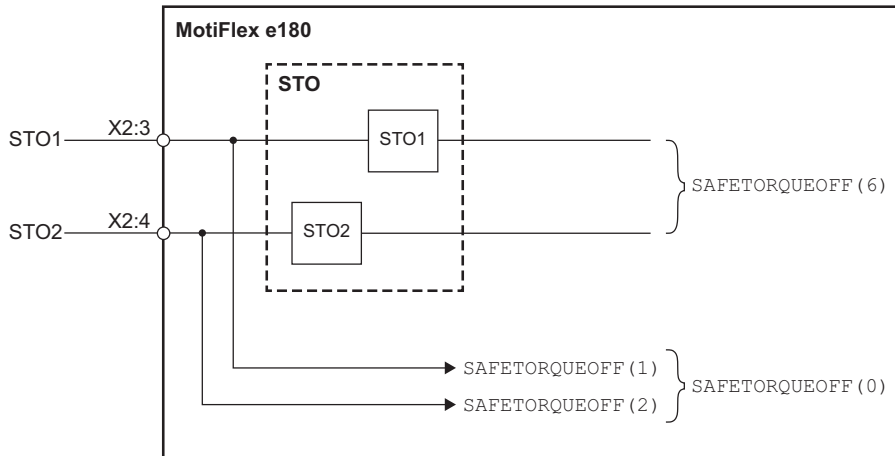 MotiFlex e180
STO
STO1
X2:3
STO1
SAFETORQUEOFF(6)
STO2
X2:4
STO2
SAFETORQUEOFF(1)
SAFETORQUEOFF(0)
SAFETORQUEOFF(2)